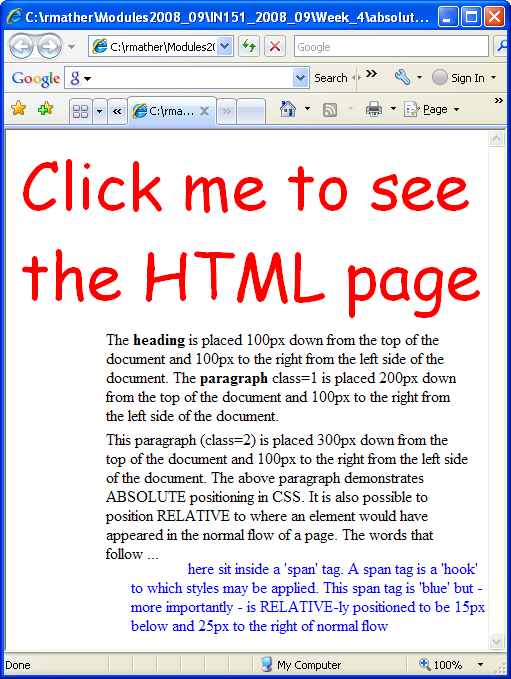 C:\rmather\Modules2008_09\IN151_2008_09\Week_4\absolut...
C:\rmather\Modules20
Google
Google
g
Search
Sign In
C:\rma...
Page
Click me to see
the HTML page
The heading is placed 100px down from the top of the
document and 100px to the right from the left side of the
document. The paragraph class=1 is placed 200px down
from the top of the document and 100px to the right from
the left side of the document.
This paragraph (class=2) is placed 300px down from the
top of the document and 100px to the right from the left side
of the document. The above paragraph demonstrates
ABSOLUTE positioning in CSS. It is also possible to
position RELATIVE to where an element would have
appeared in the normal flow of a page. The words that
follow ...
here sit inside a 'span' tag. A span tag is a 'hook'
to which styles may be applied. This span tag is 'blue' but -
more importantly - is RELATIVE-ly positioned to be 15px
below and 25px to the right of normal flow
Done My Computer 100%